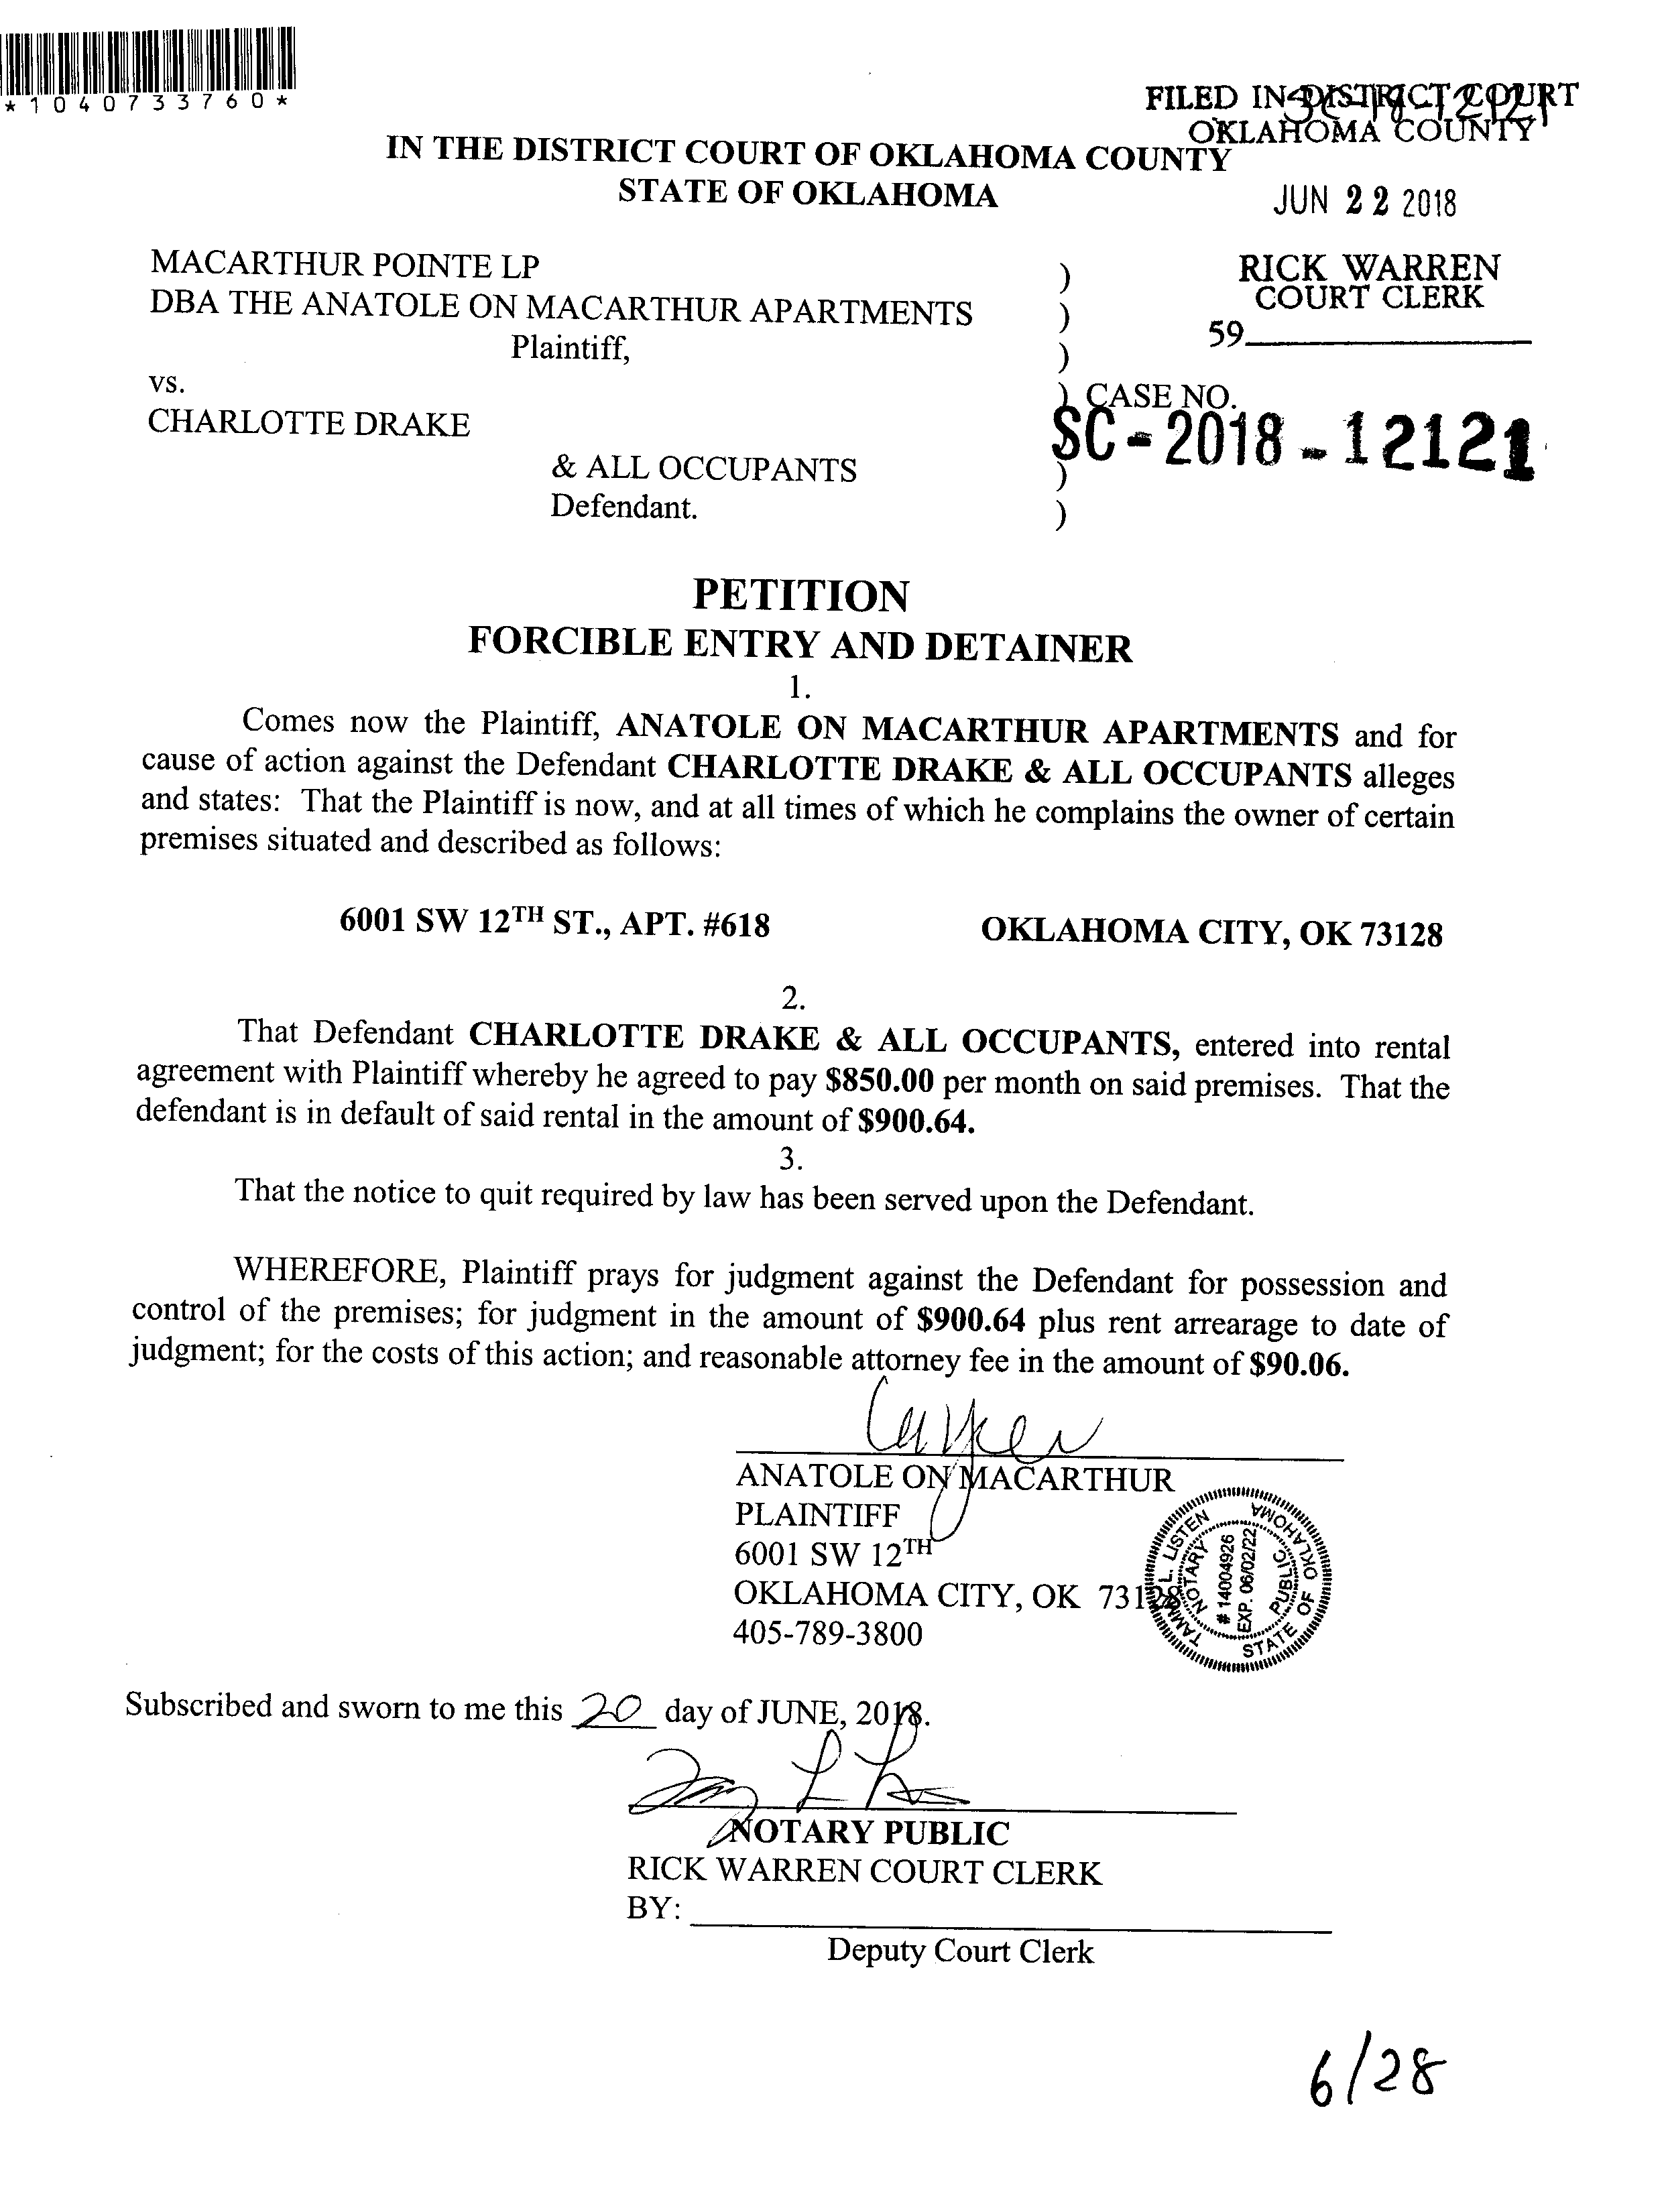 *1040733760*
FILED IN DISTRICT COURT
OKLAHOMA COUNTY
IN THE DISTRICT COURT OF OKLAHOMA COUNTY
STATE OF OKLAHOMA
JUN 22 2018
MACARTHUR POINTE LP
DBA THE ANATOLE ON MACARTHUR APARTMENTS
Plaintiff,
vs.
CHARLOTTE DRAKE
& ALL OCCUPANTS
Defendant.
)
)
)
)
)
)
RICK WARREN
COURT CLERK
59
CASE NO.
SC-2018-12121
PETITION
FORCIBLE ENTRY AND DETAINER
1.
Comes now the Plaintiff, ANATOLE ON MACARTHUR APARTMENTS and for
cause of action against the Defendant CHARLOTTE DRAKE & ALL OCCUPANTS alleges
and states: That the Plaintiff is now, and at all times of which he complains the owner of certain
premises situated and described as follows:
6001 SW 12TH ST., APT. #618 OKLAHOMA CITY, OK 73128
2.
That Defendant CHARLOTTE DRAKE & ALL OCCUPANTS, entered into rental
agreement with Plaintiff whereby he agreed to pay $850.00 per month on said premises. That the
defendant is in default of said rental in the amount of $900.64.
3.
That the notice to quit required by law has been served upon the Defendant.
WHEREFORE, Plaintiff prays for judgment against the Defendant for possession and
control of the premises; for judgment in the amount of $900.64 plus rent arrearage to date of
judgment; for the costs of this action; and reasonable attorney fee in the amount of $90.06.
ANATOLE ON MACARTHUR
PLAINTIFF
6001 SW 12TH
OKLAHOMA CITY, OK 73128
405-789-3800
TAMMY L. LISTEN
NOTARY PUBLIC
# 14004926
EXP. 06/02/22
STATE OF OKLAHOMA
Subscribed and sworn to me this 20 day of JUNE, 2018.
NOTARY PUBLIC
RICK WARREN COURT CLERK
BY:
Deputy Court Clerk
6/28